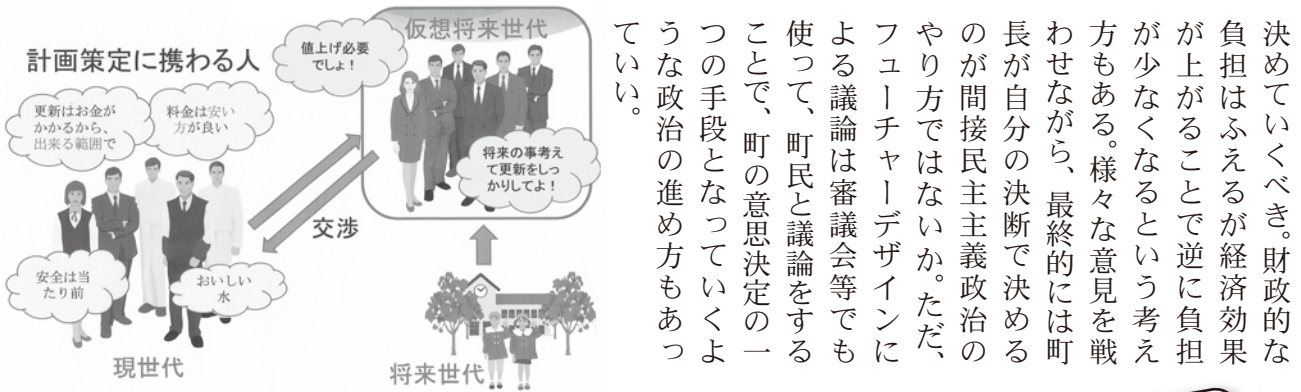 決めていくべき。財政的な
負担はふえるが経済効果
が上がることで逆に負担
が少なくなるという考え
方もある。様々な意見を戦
わせながら、最終的には町
長が自分の決断で決める
のが間接民主主義政治の
やり方ではないか。ただ、
フューチャーデザインに
よる議論は審議会等でも
使って、町民と議論をする
ことで、町の意思決定の一
つの手段となっていくよ
うな政治の進め方もあっ
ていい。
計画策定に携わる人
更新はお金が
かかるから、
出来る範囲で
料金は安い
方が良い
安全は当
たり前
おいしい
水
現世代
交渉
値上げ必要
でしょ！
仮想将来世代
将来の事考え
て更新をしっ
かりしてよ！
将来世代